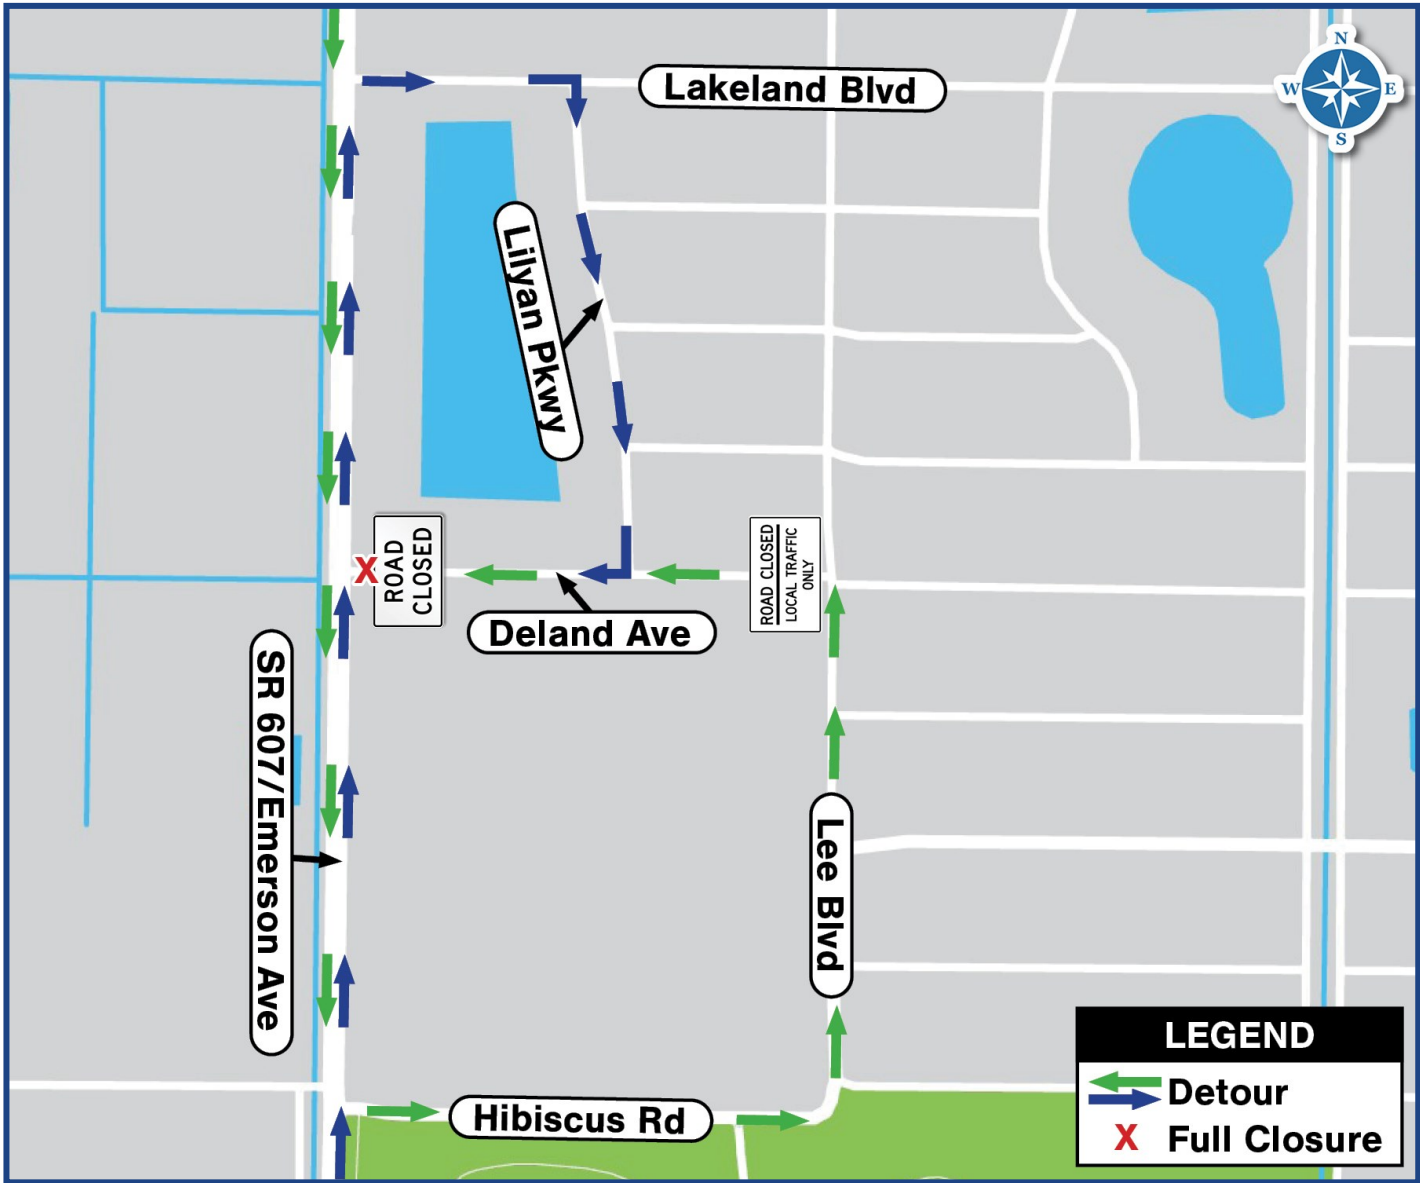 N
W
E
S
Lakeland Blvd
Lilyan Pkwy
ROAD
CLOSED
X
ROAD CLOSED
LOCAL TRAFFIC
ONLY
Deland Ave
SR 607/Emerson Ave
Lee Blvd
Hibiscus Rd
LEGEND
Detour
X Full Closure